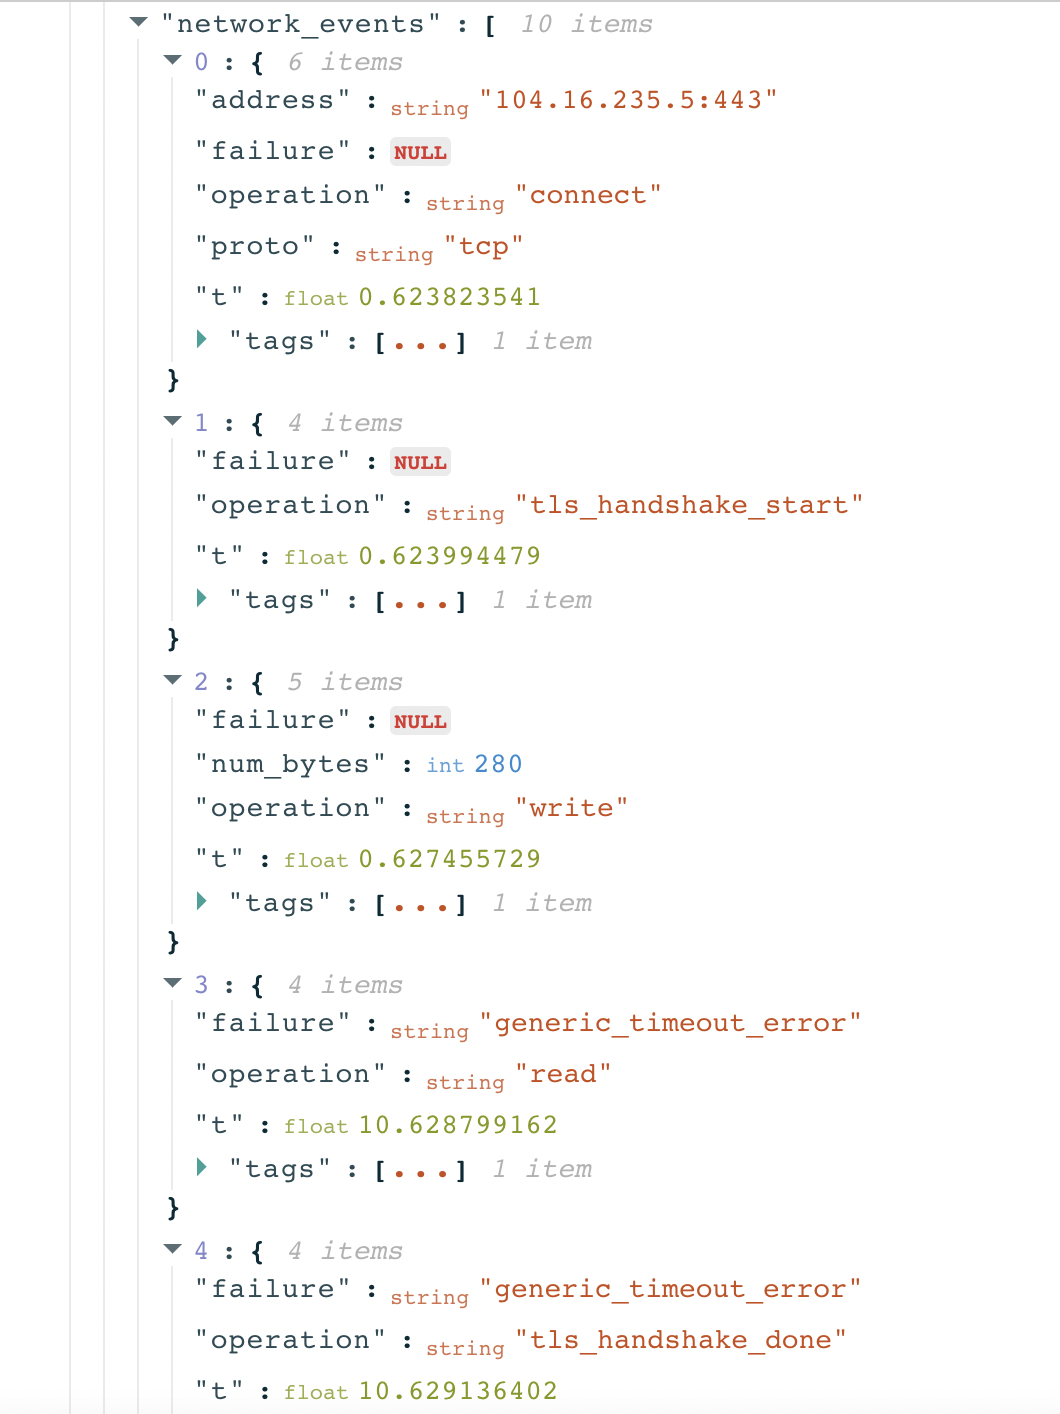 "network_events" : [ 10 items
0 : { 6 items
"address" : string "104.16.235.5:443"
"failure" : NULL
"operation" : string "connect"
"proto" : string "tcp"
"t" : float 0.623823541
"tags" : [...] 1 item
}
1 : { 4 items
"failure" : NULL
"operation" : string "tls_handshake_start"
"t" : float 0.623994479
"tags" : [...] 1 item
}
2 : { 5 items
"failure" : NULL
"num_bytes" : int 280
"operation" : string "write"
"t" : float 0.627455729
"tags" : [...] 1 item
}
3 : { 4 items
"failure" : string "generic_timeout_error"
"operation" : string "read"
"t" : float 10.628799162
"tags" : [...] 1 item
}
4 : { 4 items
"failure" : string "generic_timeout_error"
"operation" : string "tls_handshake_done"
"t" : float 10.629136402